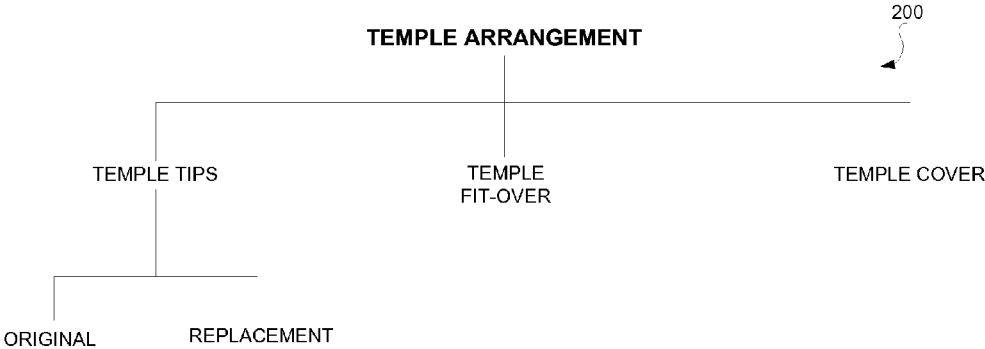 200
TEMPLE ARRANGEMENT
TEMPLE TIPS
TEMPLE
FIT-OVER
TEMPLE COVER
ORIGINAL
REPLACEMENT